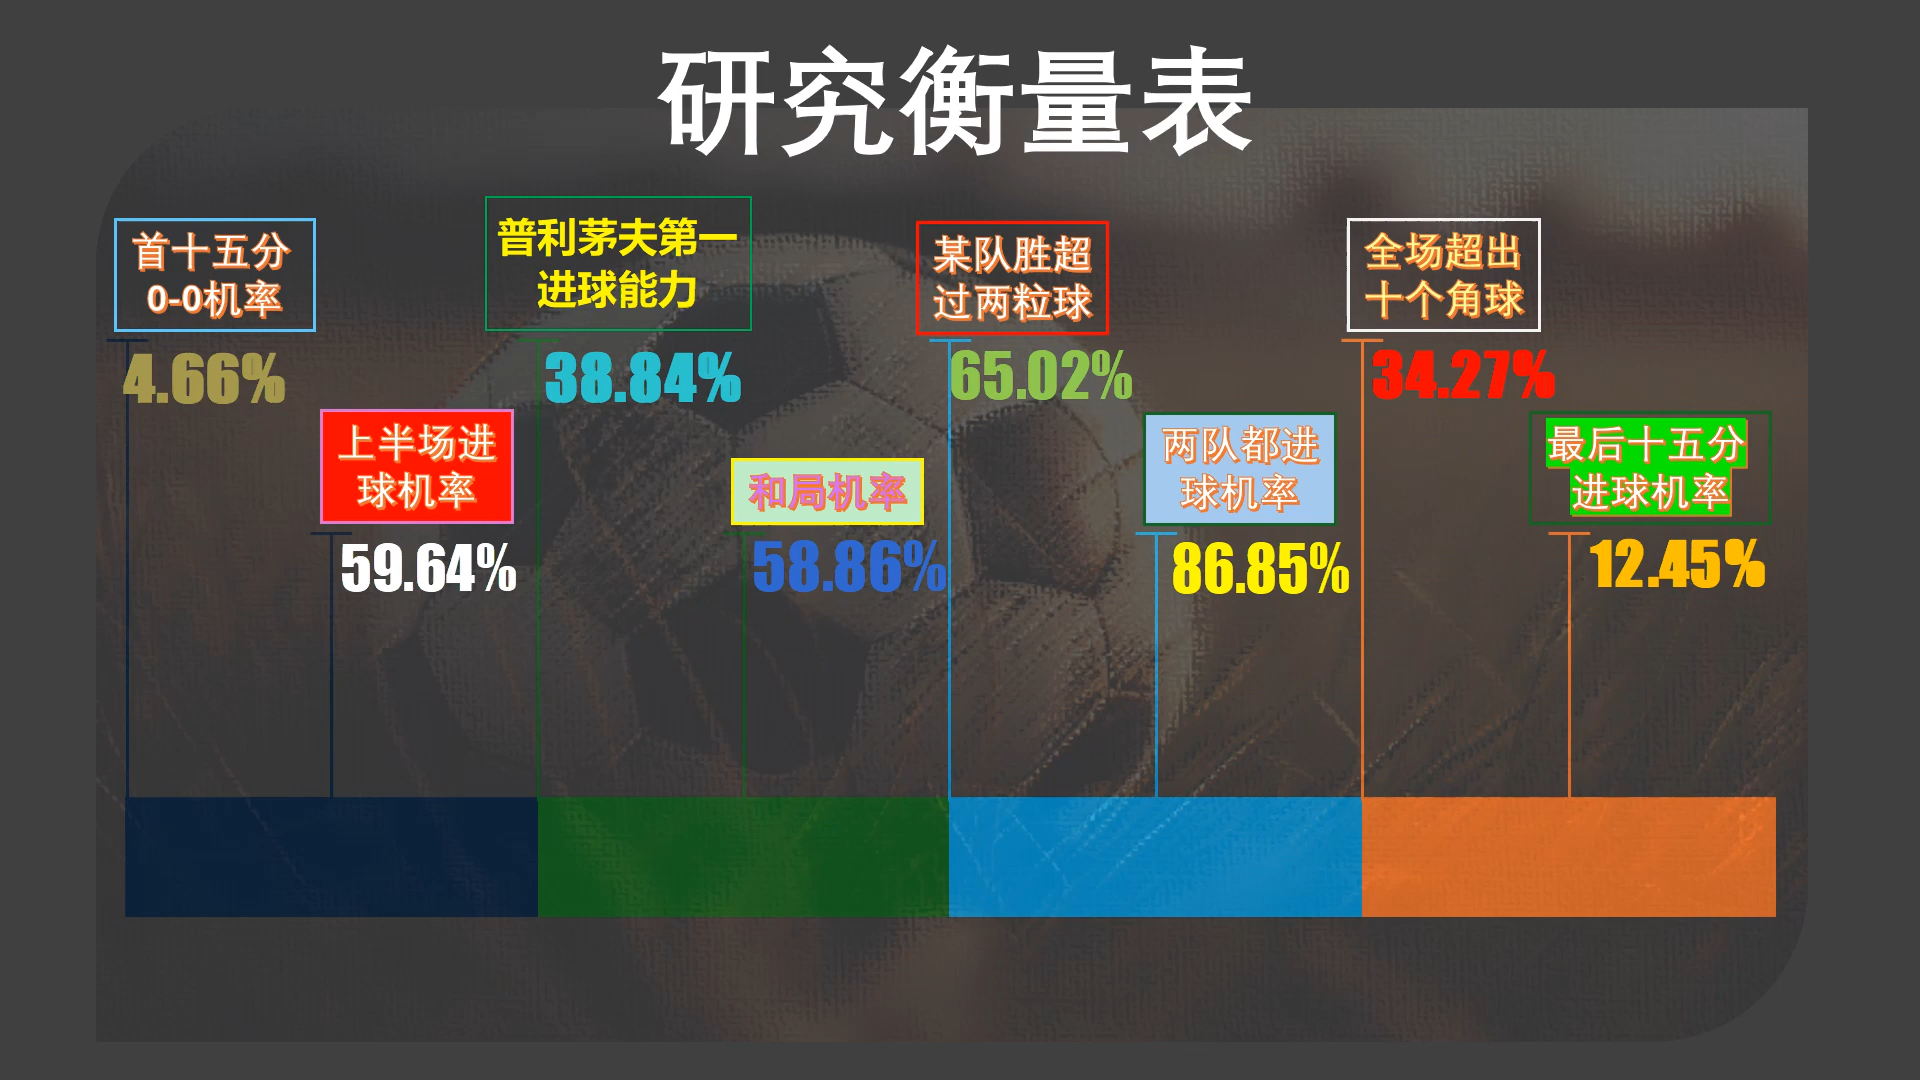 研究衡量表
首十五分
0-0机率
4.66%
上半场进
球机率
59.64%
普利茅夫第一
进球能力
38.84%
和局机率
58.86%
某队胜超
过两粒球
65.02%
两队都进
球机率
86.85%
全场超出
十个角球
34.27%
最后十五分
进球机率
12.45%